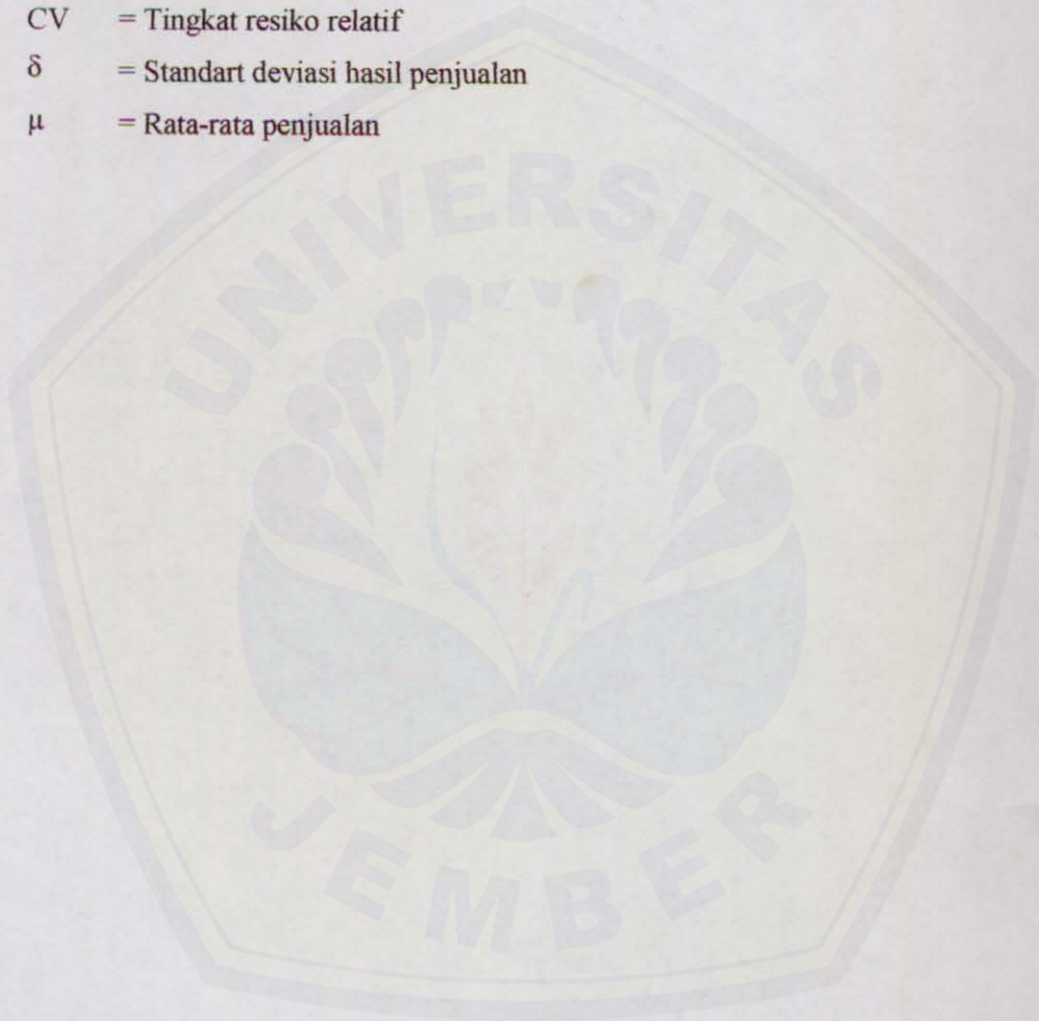 CV = Tingkat resiko relatif
δ = Standart deviasi hasil penjualan
μ = Rata-rata penjualan
UNIVERSITAS
JEMBER